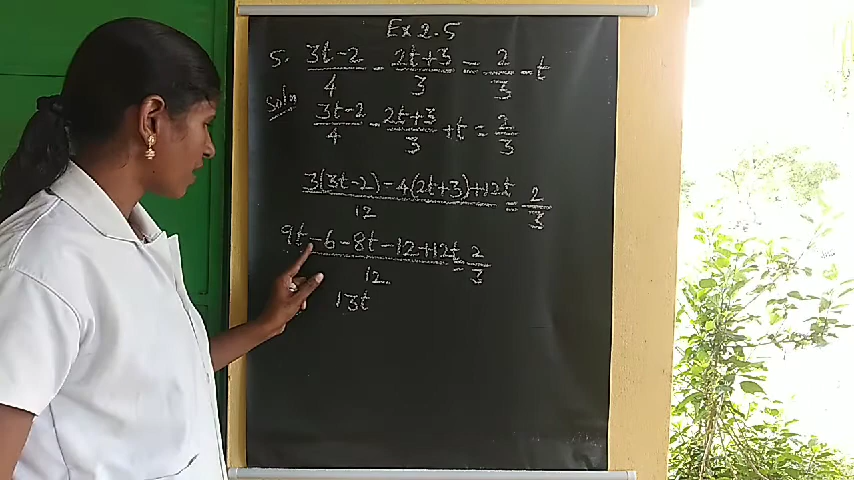 Ex 2.5
5. (3t-2)/4 - (2t+3)/3 = 2/3 - t
Soln (3t-2)/4 - (2t+3)/3 + t = 2/3
(3(3t-2) - 4(2t+3) + 12t)/12 = 2/3
(9t-6-8t-12+12t)/12 = 2/3
13t